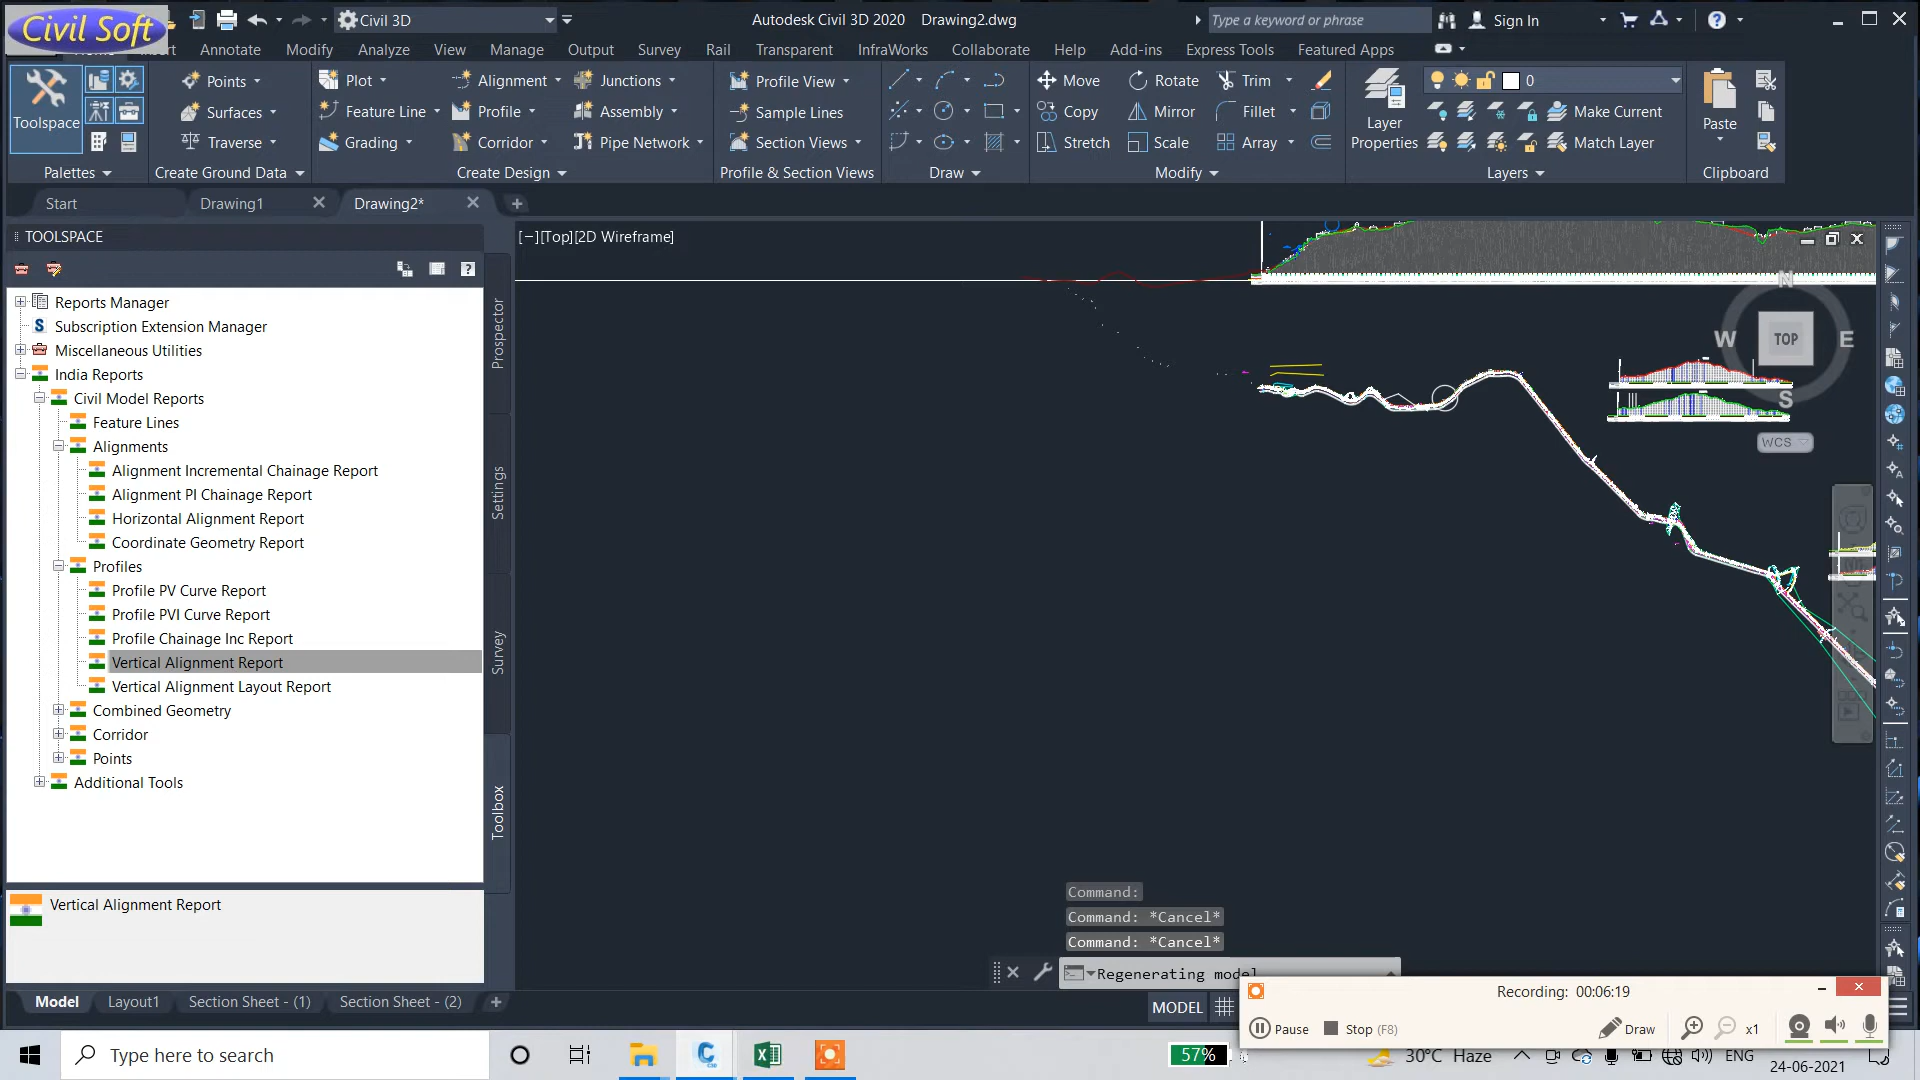 Civil Soft
Civil 3D
Autodesk Civil 3D 2020 Drawing2.dwg
Type a keyword or phrase
Sign In
Annotate Modify Analyze View Manage Output Survey Rail Transparent InfraWorks Collaborate Help Add-ins Express Tools Featured Apps
Toolspace
Points
Surfaces
Traverse
Plot
Feature Line
Grading
Alignment
Profile
Corridor
Junctions
Assembly
Pipe Network
Profile View
Sample Lines
Section Views
Move
Copy
Stretch
Rotate
Mirror
Scale
Trim
Fillet
Array
Layer
Properties
0
Make Current
Match Layer
Paste
Palettes
Create Ground Data
Create Design
Profile & Section Views
Draw
Modify
Layers
Clipboard
Start
Drawing1
Drawing2*
TOOLSPACE
[−][Top][2D Wireframe]
Reports Manager
Subscription Extension Manager
Miscellaneous Utilities
India Reports
Civil Model Reports
Feature Lines
Alignments
Alignment Incremental Chainage Report
Alignment PI Chainage Report
Horizontal Alignment Report
Coordinate Geometry Report
Profiles
Profile PV Curve Report
Profile PVI Curve Report
Profile Chainage Inc Report
Vertical Alignment Report
Vertical Alignment Layout Report
Combined Geometry
Corridor
Points
Additional Tools
Prospector
Settings
Survey
Toolbox
N
W
TOP
E
S
WCS
Vertical Alignment Report
Command:
Command: *Cancel*
Command: *Cancel*
Regenerating model
Model
Layout1
Section Sheet - (1)
Section Sheet - (2)
MODEL
Recording: 00:06:19
Pause
Stop (F8)
Draw
x1
Type here to search
57%
30°C Haze
ENG
24-06-2021